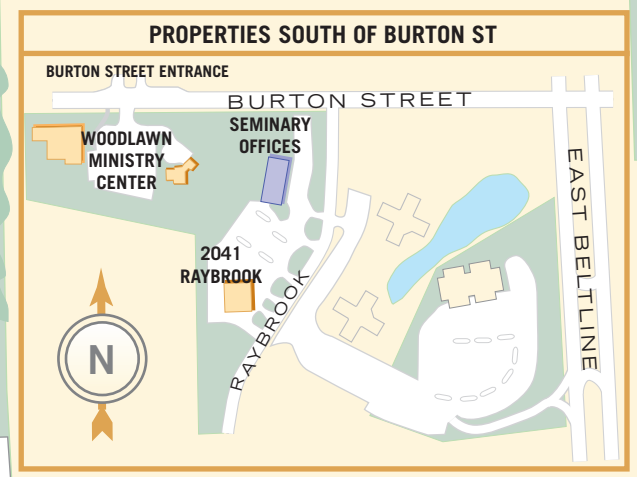 PROPERTIES SOUTH OF BURTON ST
BURTON STREET ENTRANCE
BURTON STREET
WOODLAWN
MINISTRY
CENTER
SEMINARY
OFFICES
EAST BELTLINE
2041
RAYBROOK
RAYBROOK
N